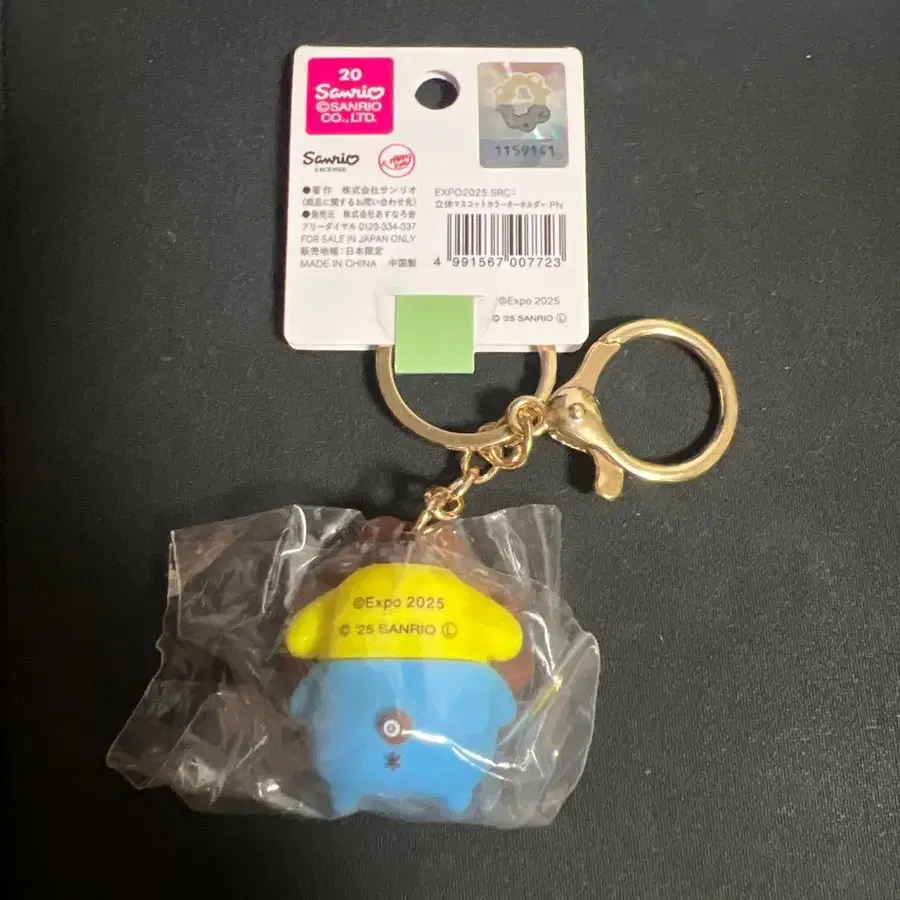 20
Sanrio
©SANRIO
CO., LTD.
Sanrio
LICENSE
Happy
●著作 株式会社サンリオ
(商品に関するお問い合わせ先)
●発売元 株式会社あすなろ舎
フリーダイヤル 0120-334-337
FOR SALE IN JAPAN ONLY
販売地域:日本限定
MADE IN CHINA 中国製
1159141
EXPO2025 SRC
立体マスコットカラーキーホルダー PN
4 991567 007723
©Expo 2025
© '25 SANRIO Ⓛ
©Expo 2025
© '25 SANRIO Ⓛ